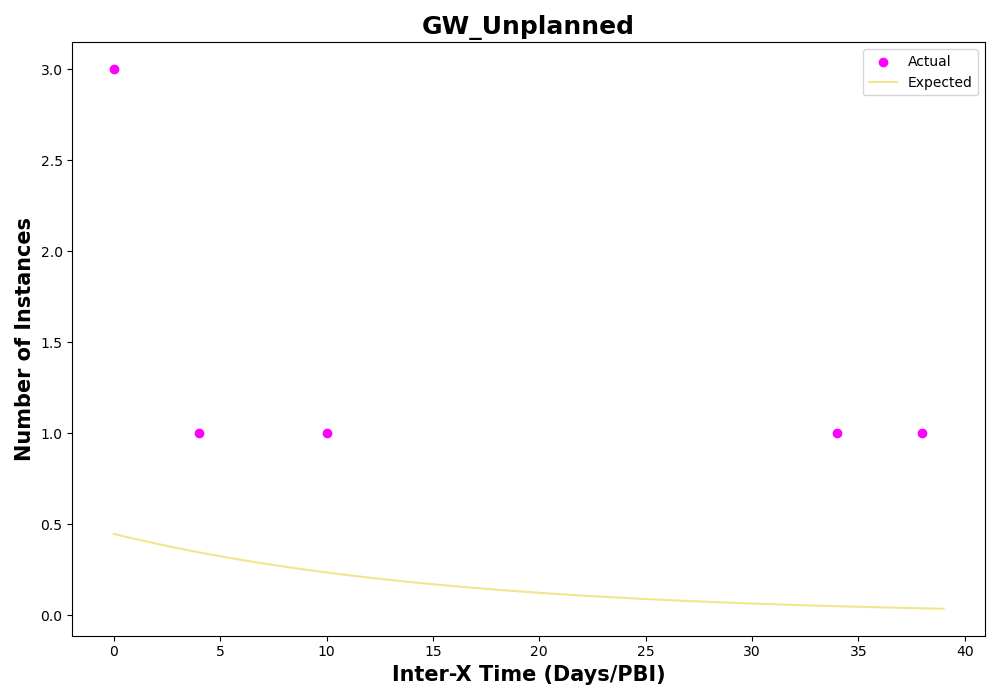 GW_Unplanned
Actual
Expected
Number of Instances
3.0
2.5
2.0
1.5
1.0
0.5
0.0
0 5 10 15 20 25 30 35 40
Inter-X Time (Days/PBI)